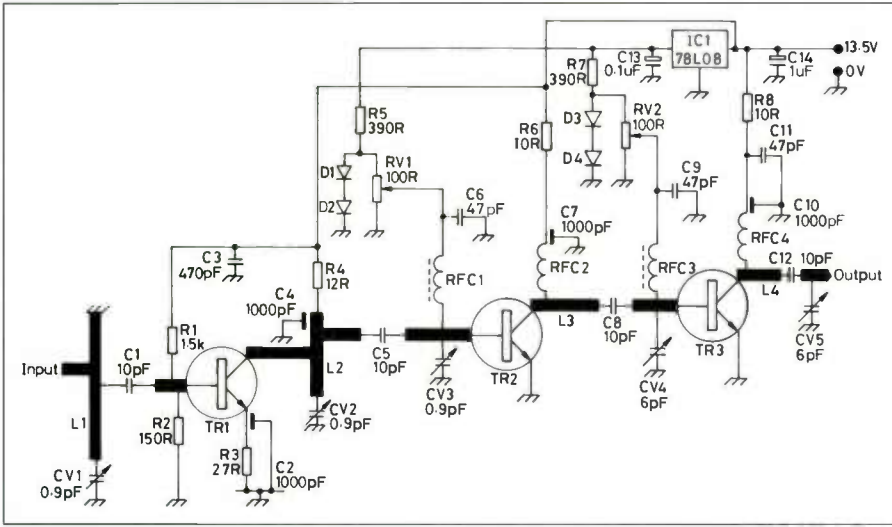 R7
390R
C13
0.1uF
IC1
78L08
C14
1uF
13.5V
0V
R5
390R
D1
D2
RV1
100R
C6
47pF
R6
10R
D3
D4
RV2
100R
C9
47pF
R8
10R
C11
47pF
C7
1000pF
C10
1000pF
C3
470pF
R4
12R
RFC1
RFC2
RFC3
RFC4
C4
1000pF
C12
10pF
Output
L4
CV5
6pF
R1
1.5k
C1
10pF
Input
L1
CV1
0.9pF
R2
150R
TR1
R3
27R
C2
1000pF
L2
CV2
0.9pF
C5
10pF
CV3
0.9pF
TR2
L3
C8
10pF
CV4
6pF
TR3